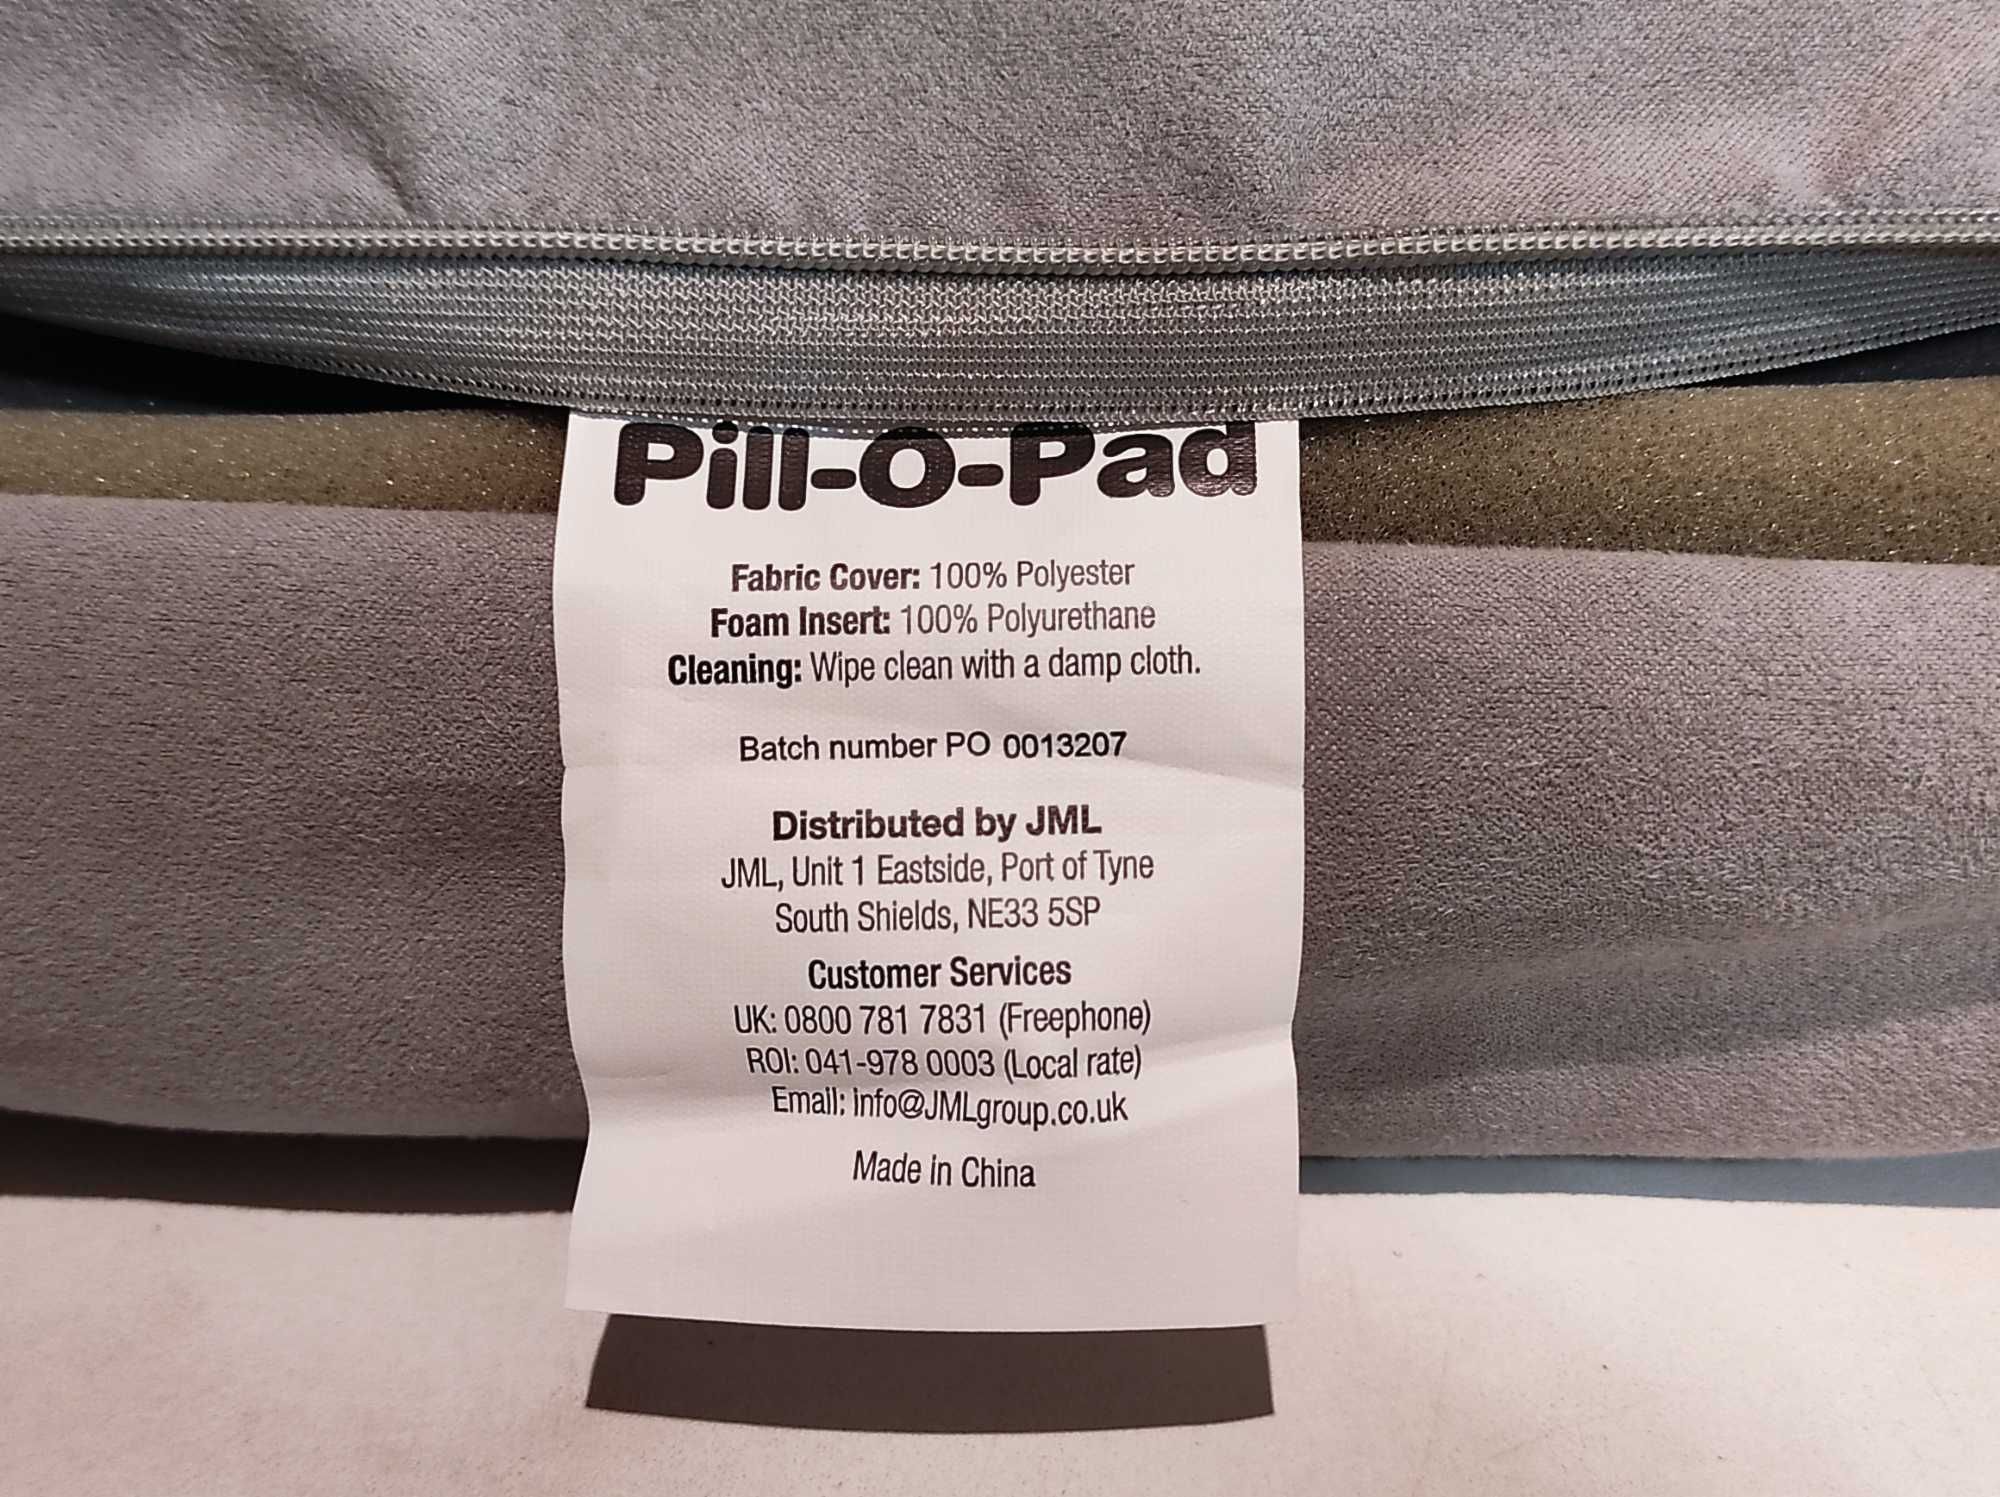 Pill-O-Pad
Fabric Cover: 100% Polyester
Foam Insert: 100% Polyurethane
Cleaning: Wipe clean with a damp cloth.
Batch number PO 0013207
Distributed by JML
JML, Unit 1 Eastside, Port of Tyne
South Shields, NE33 5SP
Customer Services
UK: 0800 781 7831 (Freephone)
ROI: 041-978 0003 (Local rate)
Email: info@JMLgroup.co.uk
Made in China